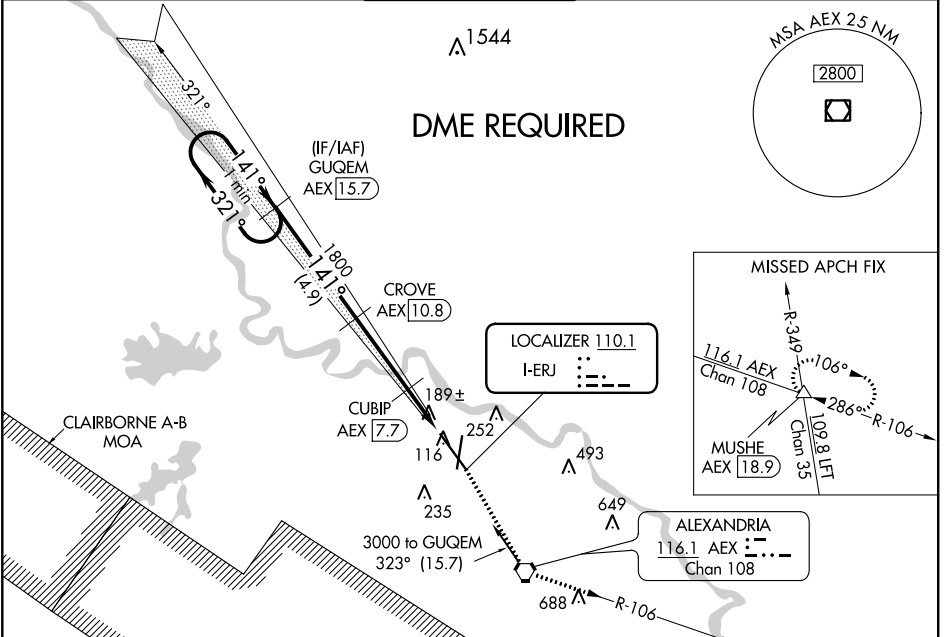 1544
MSA AEX 25 NM
2800
DME REQUIRED
321°
(IF/IAF)
GUQEM
AEX 15.7
141°
1 min
321°
1800
141°
(4.9)
CROVE
AEX 10.8
MISSED APCH FIX
R-349
116.1 AEX
Chan 108
106°
286°
R-106
MUSHE
AEX 18.9
109.8 LFT
Chan 35
LOCALIZER 110.1
I-ERJ
189±
CUBIP
AEX 7.7
252
116
493
CLAIRBORNE A-B
MOA
235
649
3000 to GUQEM
323° (15.7)
ALEXANDRIA
116.1 AEX
Chan 108
688
R-106